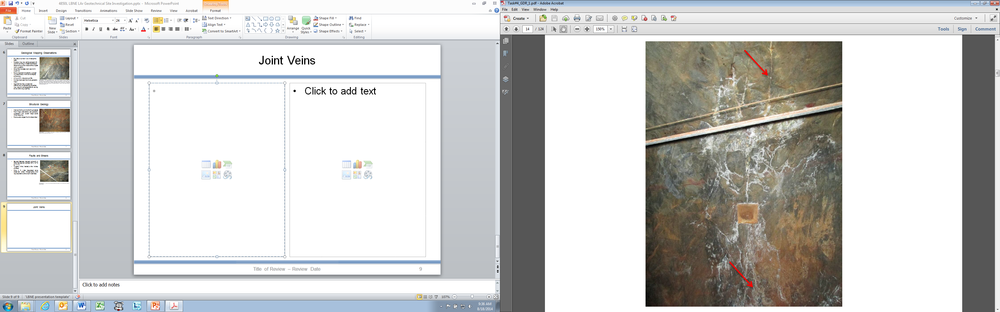 4850L LBNE LAr Geotechnical Site Investigation.pptx - Microsoft PowerPoint
Drawing Tools
File Home Insert Design Transitions Animations Slide Show Review View Acrobat Format
Paste
Cut
Copy
Format Painter
Clipboard
New Slide
Layout
Reset
Section
Slides
Helvetica 24
Font
Text Direction
Align Text
Convert to SmartArt
Paragraph
Arrange
Quick Styles
Shape Fill
Shape Outline
Shape Effects
Drawing
Find
Replace
Select
Editing
Slides Outline
6
Geological Mapping Observations
7
Structural Geology
8
Faults and Shears
9
Joint Veins
Joint Veins
• Click to add text
Title of Review – Review Date 9
Click to add notes
Slide 9 of 9 "LBNE presentation template" 107%
9:36 AM
8/18/2014
Task#4_GDR_1.pdf - Adobe Acrobat
File Edit View Window Help
Create Customize
14 / 124 150% Tools Sign Comment